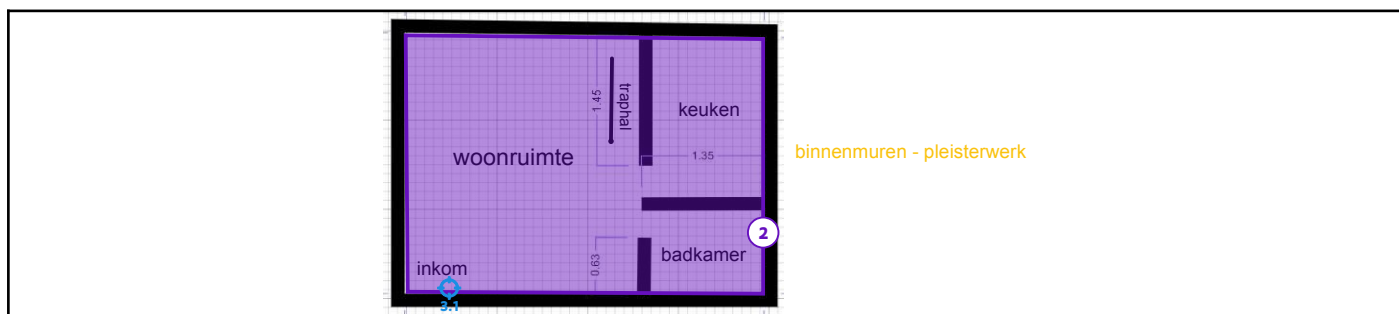 1.45
traphal
keuken
woonruimte
1.35
binnenmuren - pleisterwerk
2
0.63
badkamer
inkom
3.1